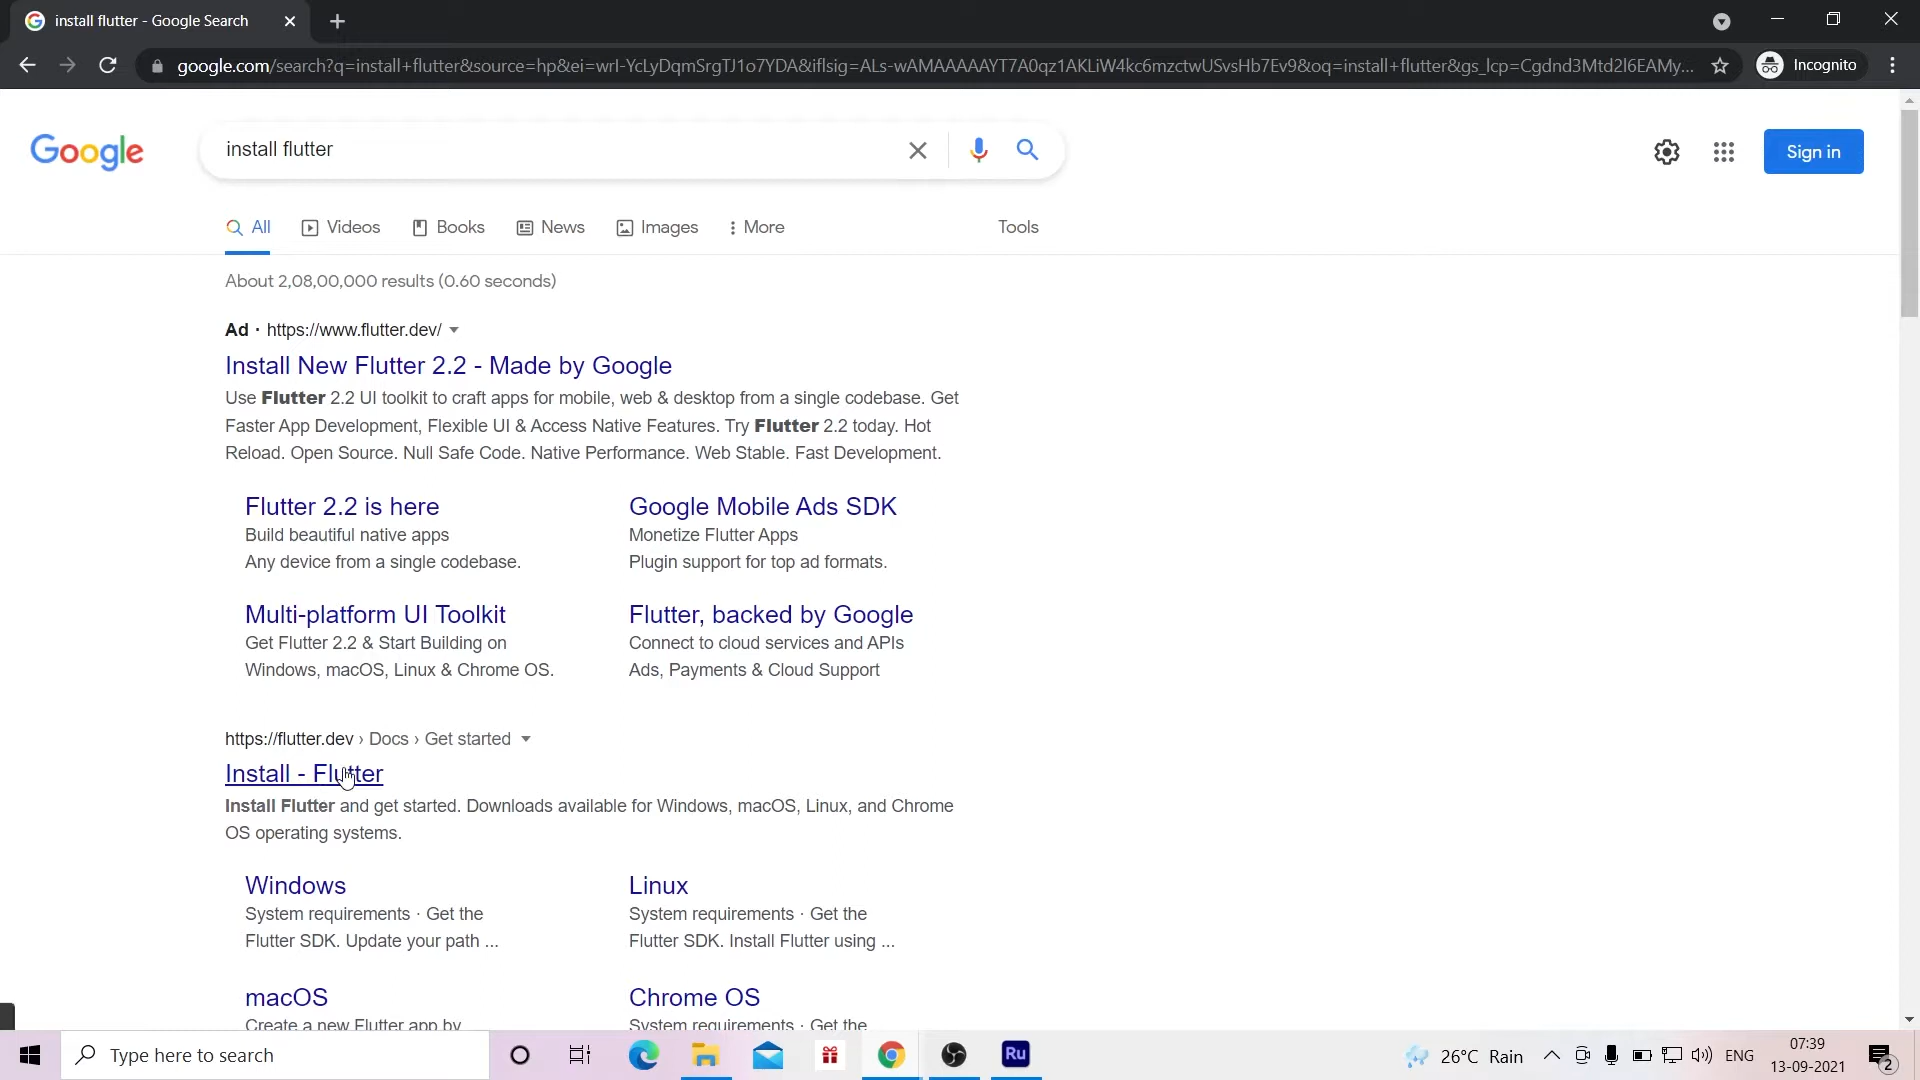 install flutter - Google Search
google.com/search?q=install+flutter&source=hp&ei=wrl-YcLyDqmSrgTJ1o7YDA&iflsig=ALs-wAMAAAAAYT7A0qz1AKLiW4kc6mzctwUSvsHb7Ev9&oq=install+flutter&gs_lcp=Cgdnd3Mtd2l6EAMy...
Incognito
Google
install flutter
Sign in
All
Videos
Books
News
Images
More
Tools
About 2,08,00,000 results (0.60 seconds)
Ad · https://www.flutter.dev/
Install New Flutter 2.2 - Made by Google
Use Flutter 2.2 UI toolkit to craft apps for mobile, web & desktop from a single codebase. Get
Faster App Development, Flexible UI & Access Native Features. Try Flutter 2.2 today. Hot
Reload. Open Source. Null Safe Code. Native Performance. Web Stable. Fast Development.
Flutter 2.2 is here
Build beautiful native apps
Any device from a single codebase.
Google Mobile Ads SDK
Monetize Flutter Apps
Plugin support for top ad formats.
Multi-platform UI Toolkit
Get Flutter 2.2 & Start Building on
Windows, macOS, Linux & Chrome OS.
Flutter, backed by Google
Connect to cloud services and APIs
Ads, Payments & Cloud Support
https://flutter.dev › Docs › Get started
Install - Flutter
Install Flutter and get started. Downloads available for Windows, macOS, Linux, and Chrome
OS operating systems.
Windows
System requirements · Get the
Flutter SDK. Update your path ...
Linux
System requirements · Get the
Flutter SDK. Install Flutter using ...
macOS
Create a new Flutter app by
Chrome OS
System requirements · Get the
Type here to search
Ru
26°C Rain
ENG
07:39
13-09-2021
2